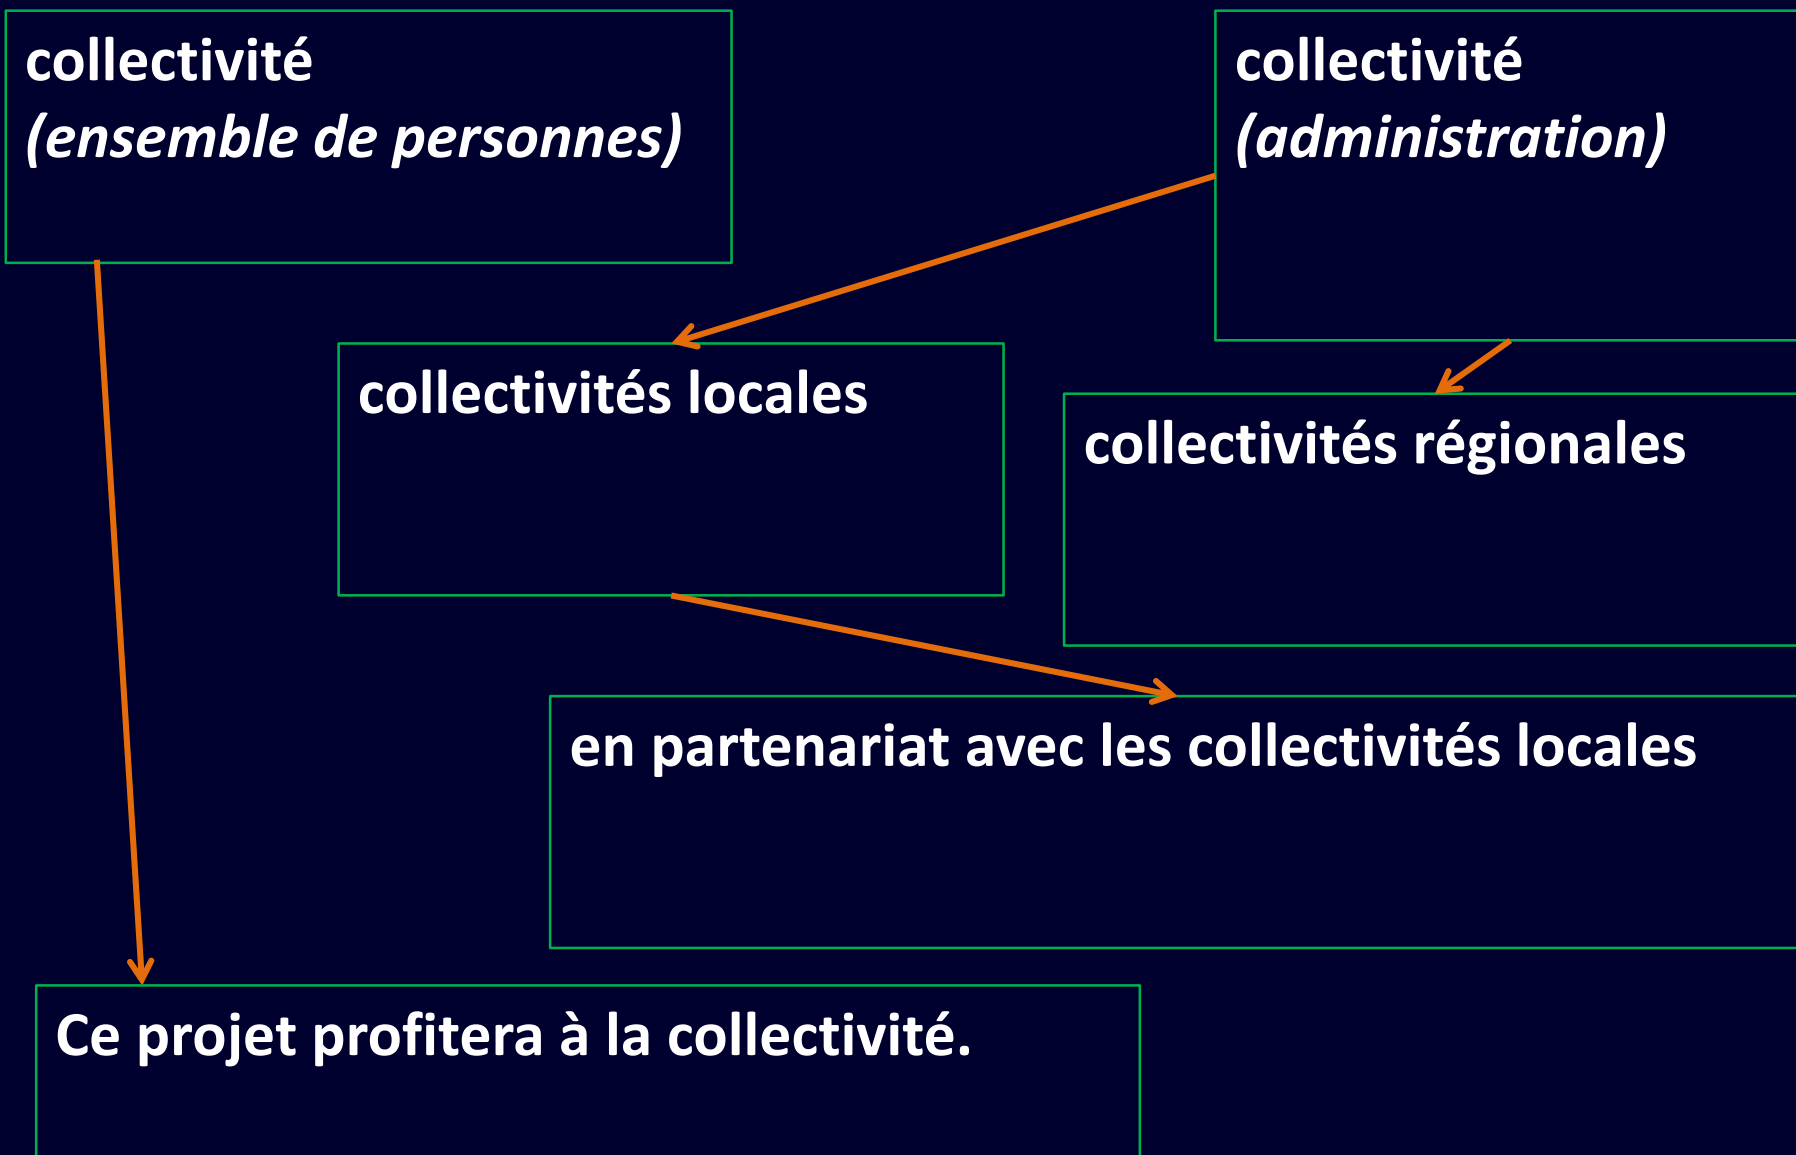 collectivité
(ensemble de personnes)
collectivité
(administration)
collectivités locales
collectivités régionales
en partenariat avec les collectivités locales
Ce projet profitera à la collectivité.